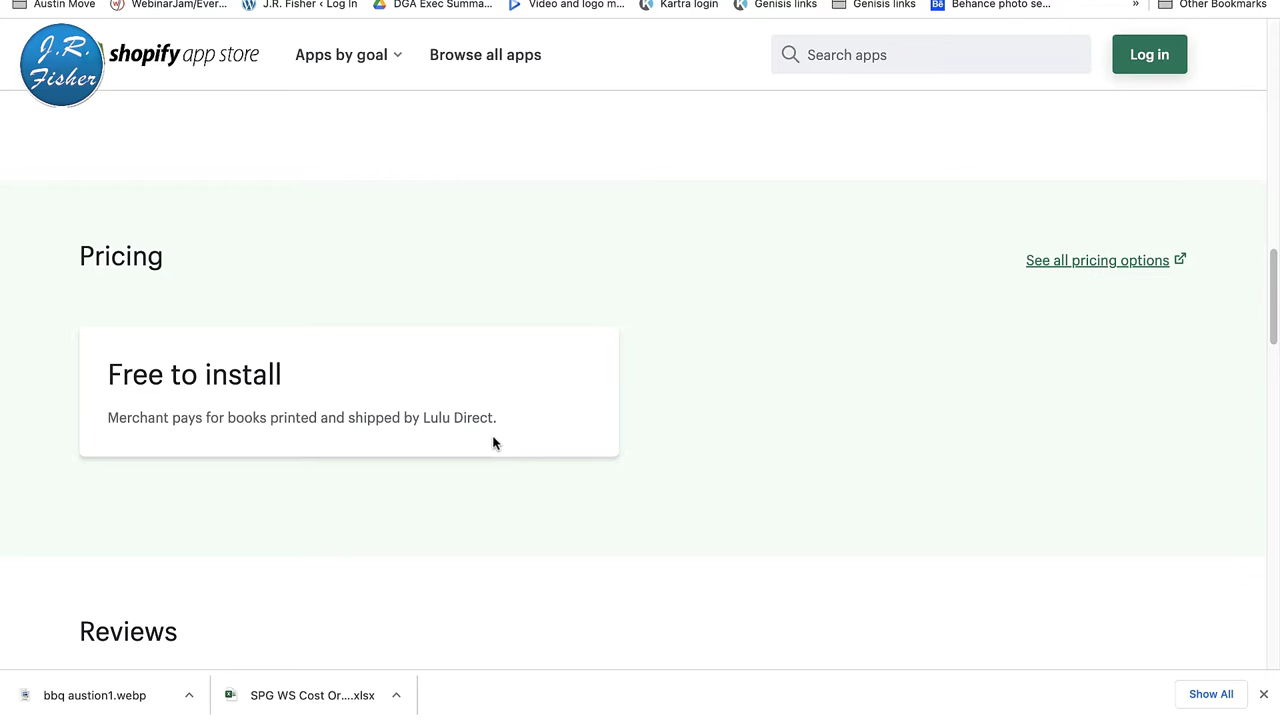 Austin Move WebinarJam/Ever... J.R. Fisher ‹ Log In DGA Exec Summa... Video and logo m... Kartra login Genisis links Genisis links Behance photo se... » Other Bookmarks
J.R.
Fisher
shopify app store Apps by goal Browse all apps Search apps Log in
Pricing See all pricing options
Free to install
Merchant pays for books printed and shipped by Lulu Direct.
Reviews
bbq austion1.webp SPG WS Cost Or....xlsx Show All